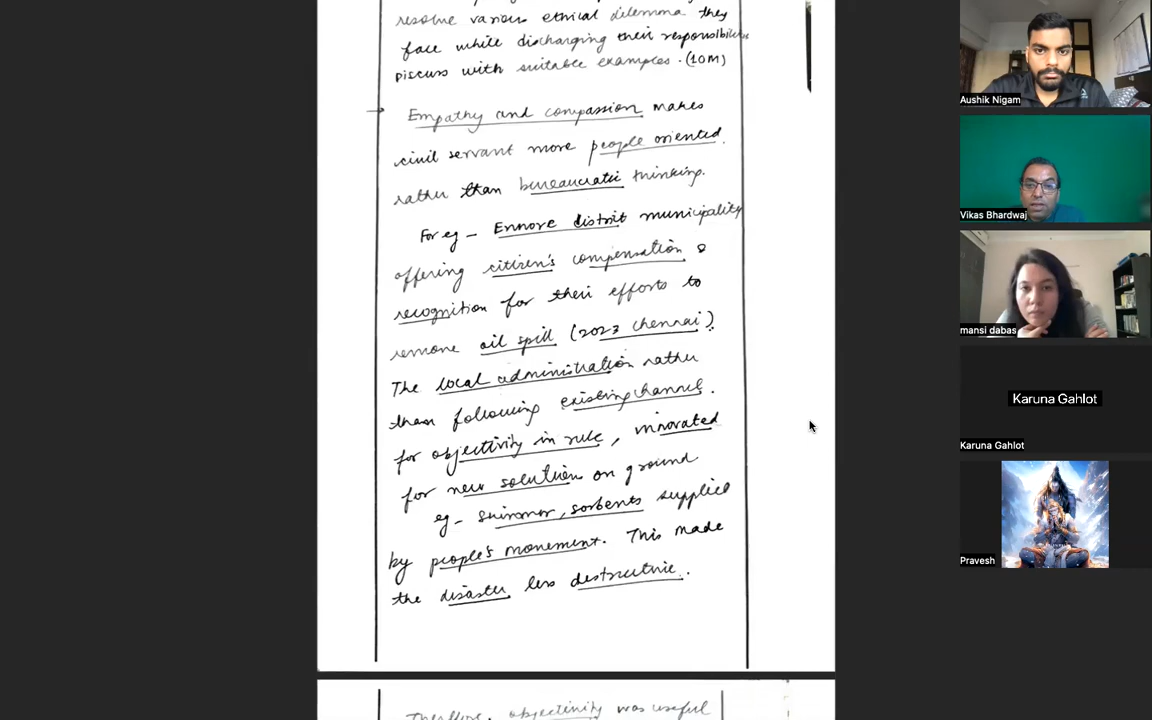 resolve various ethical dilemma they
face while discharging their responsibilities
Discuss with suitable examples. (10M)
→ Empathy and compassion makes
civil servant more people oriented
rather than bureaucratic thinking.
For eg - Ennore district municipality
offering citizen's compensation &
recognition for their efforts to
remove oil spill (2023 chennai).
The local administration rather
than following existing channel.
for objectivity in rule, innovated
for new solution on ground
eg- skimmer, sorbents supplied
by people's movement. This made
the disaster less destructive.
Therefore, objectivity was useful
Aushik Nigam
Vikas Bhardwaj
mansi dabas
Karuna Gahlot
Karuna Gahlot
Pravesh